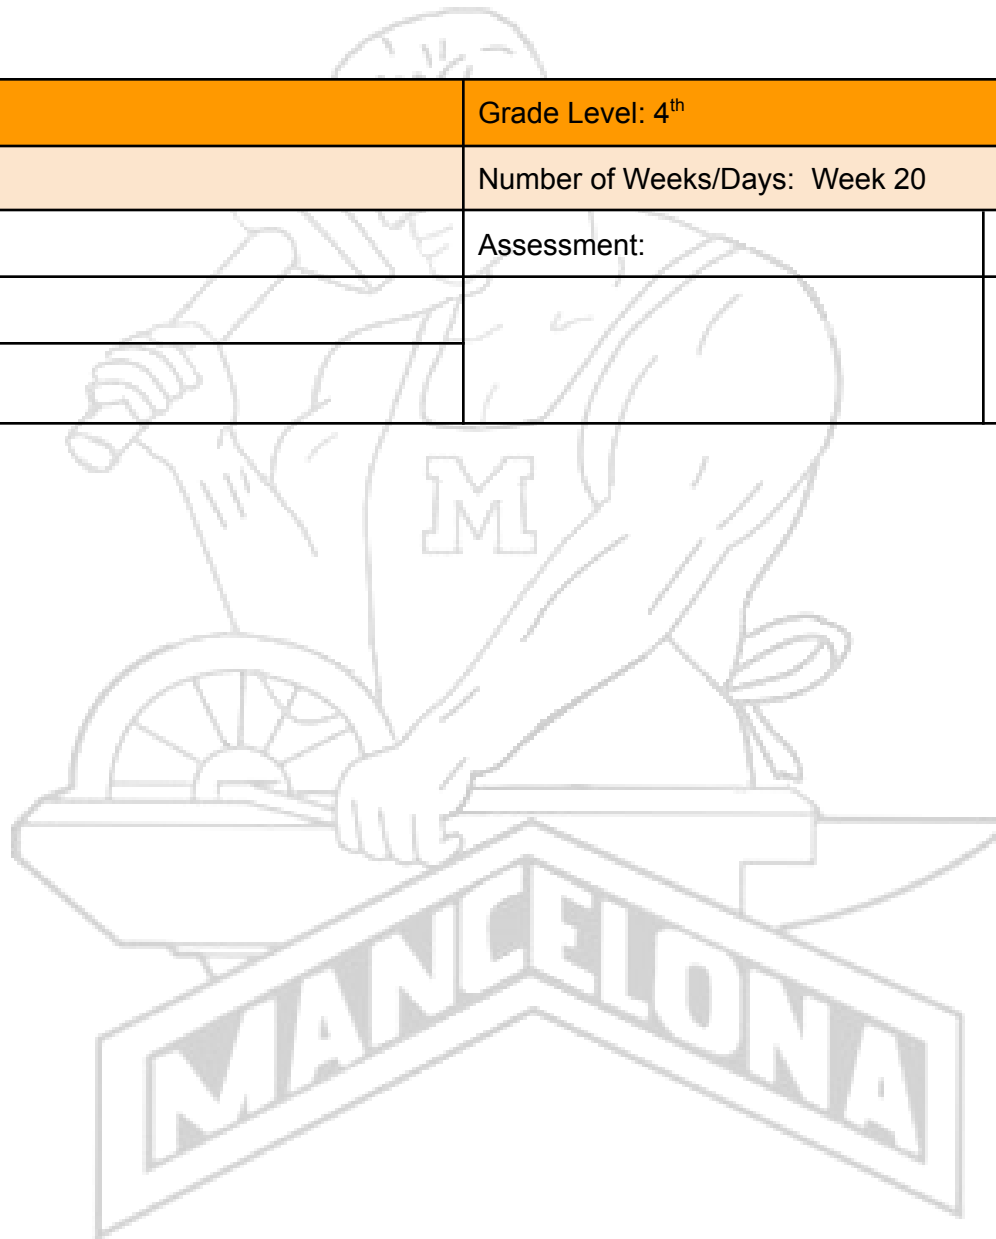 Grade Level: 4th
Number of Weeks/Days: Week 20
Assessment:
M
MANCELONA